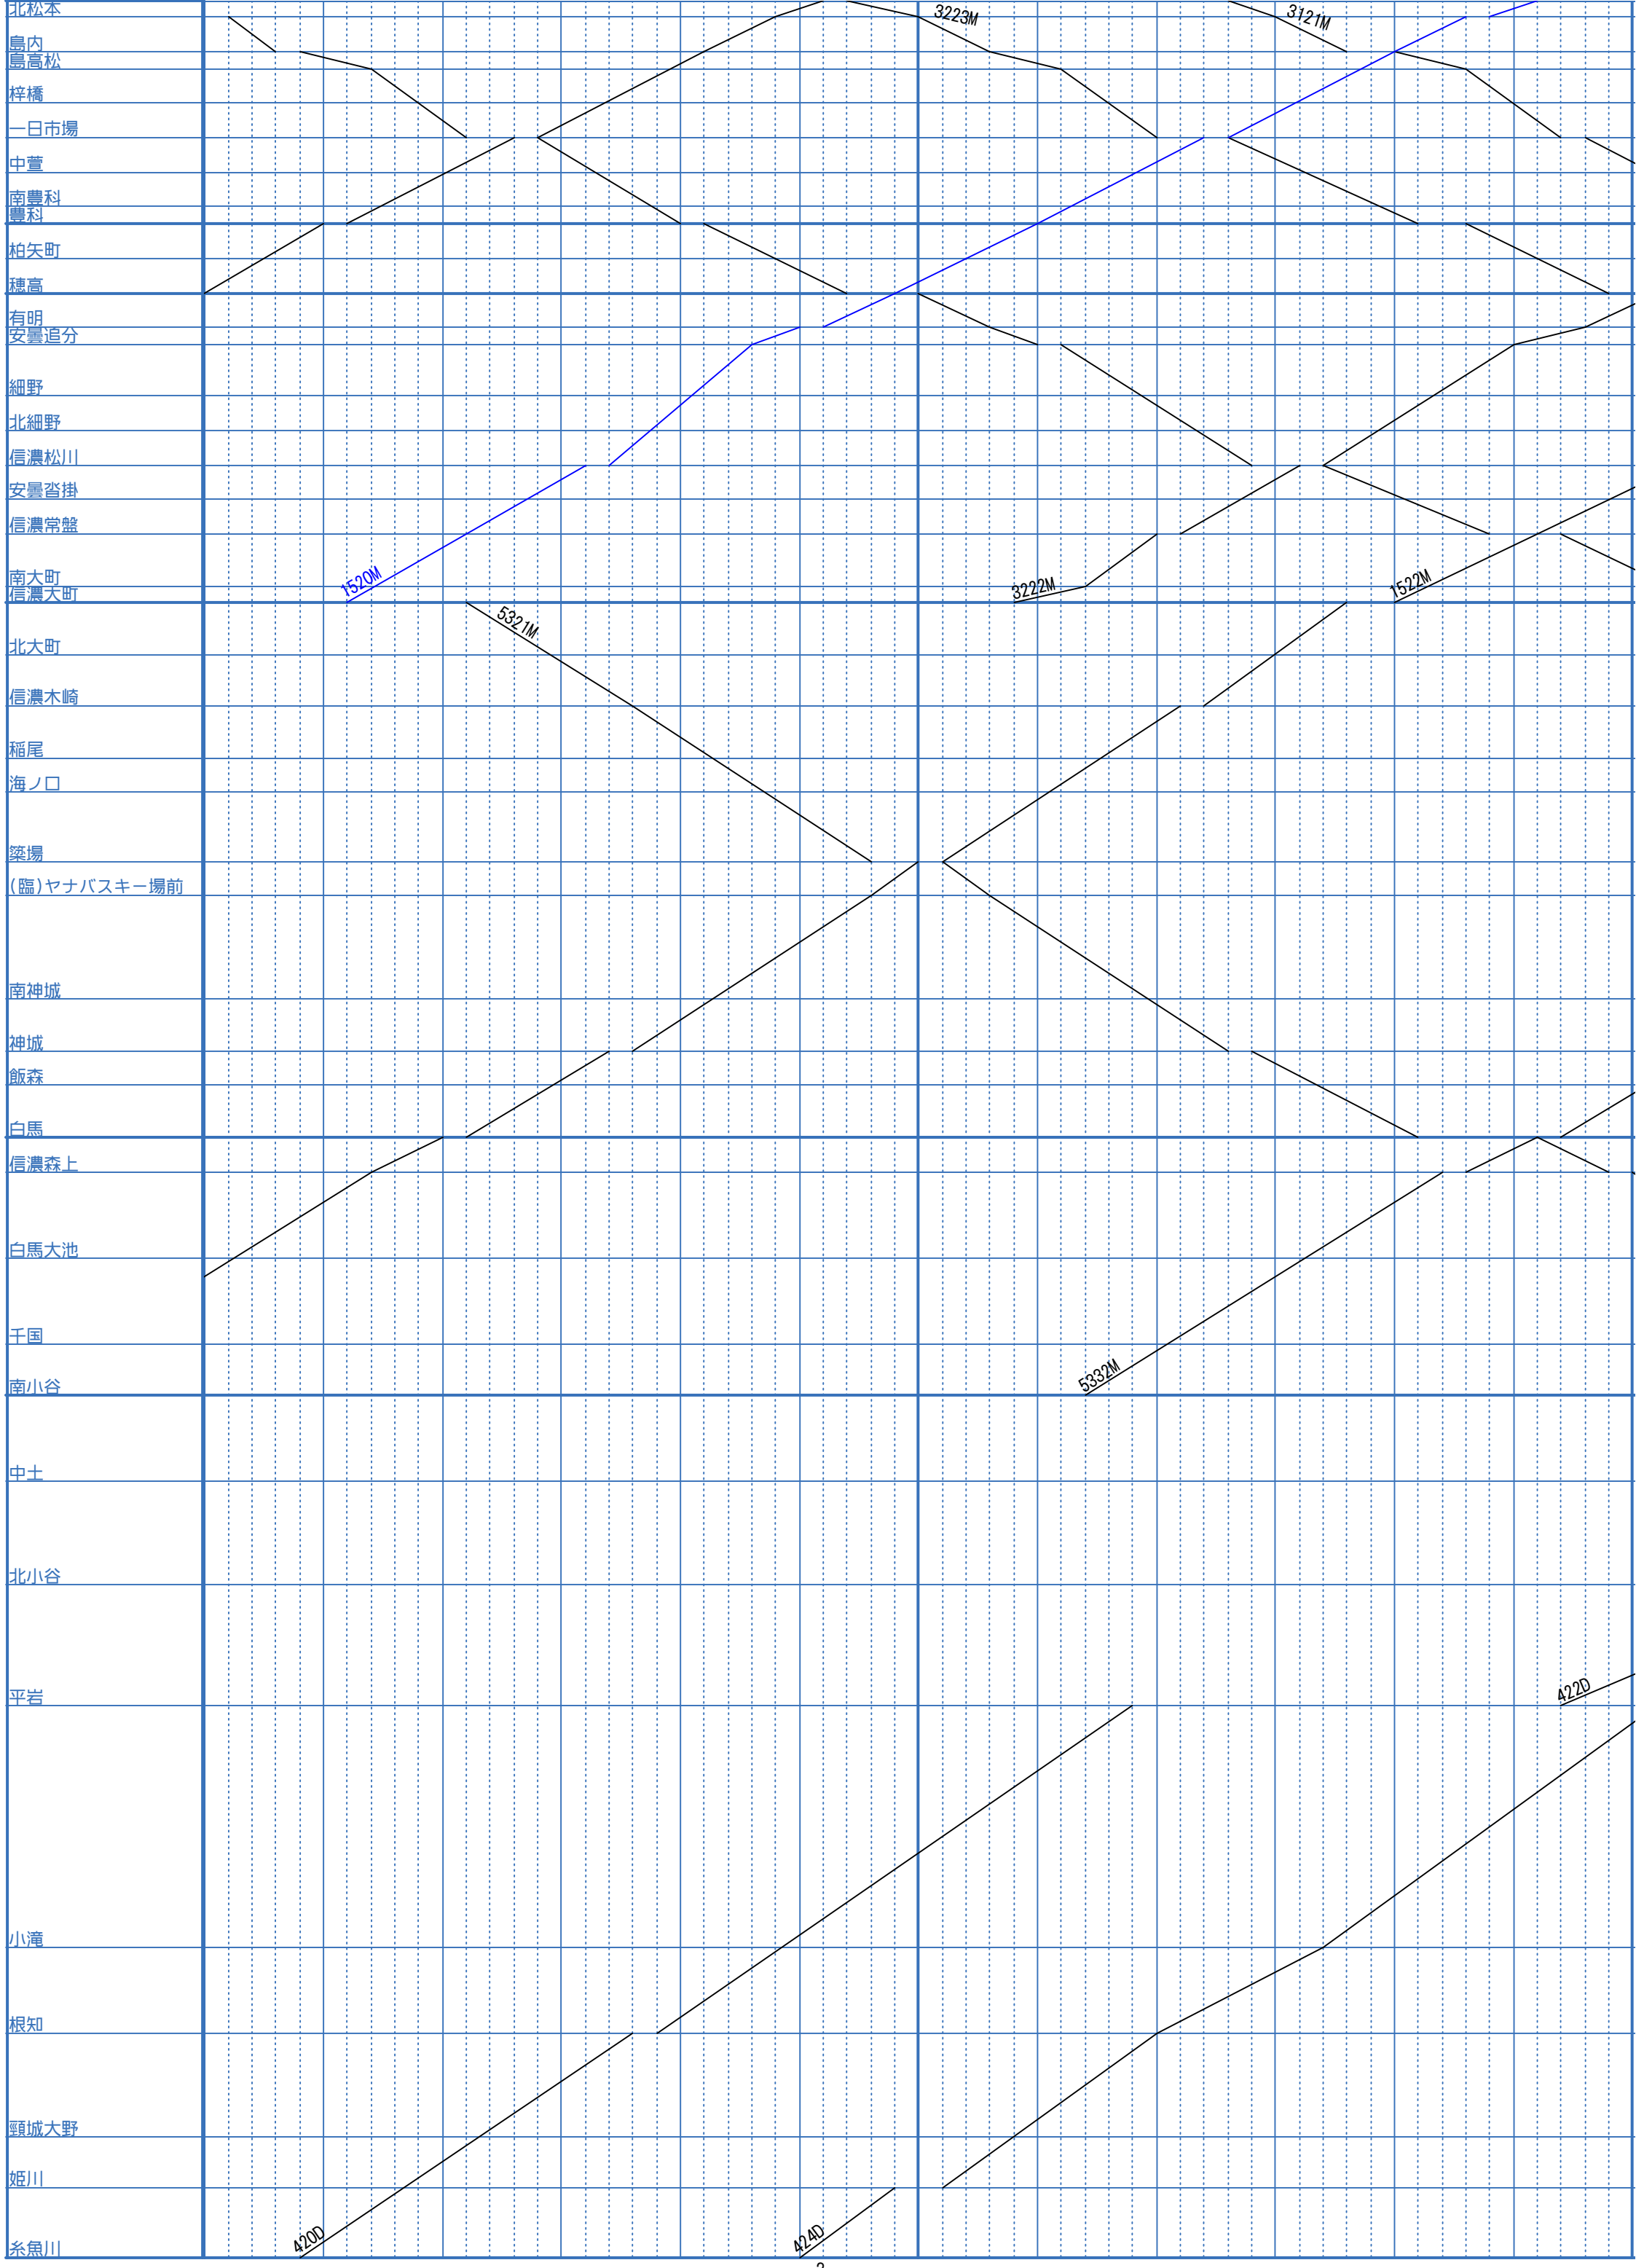 北松本
3223M
3121M
島内
島高松
梓橋
一日市場
中萱
南豊科
豊科
柏矢町
穂高
有明
安曇追分
細野
北細野
信濃松川
安曇沓掛
信濃常盤
南大町
信濃大町
1520M
3222M
1522M
5321M
北大町
信濃木崎
稲尾
海ノ口
簗場
(臨)ヤナバスキー場前
南神城
神城
飯森
白馬
信濃森上
白馬大池
千国
南小谷
5332M
中土
北小谷
平岩
422D
小滝
根知
頸城大野
姫川
糸魚川
420D
424D